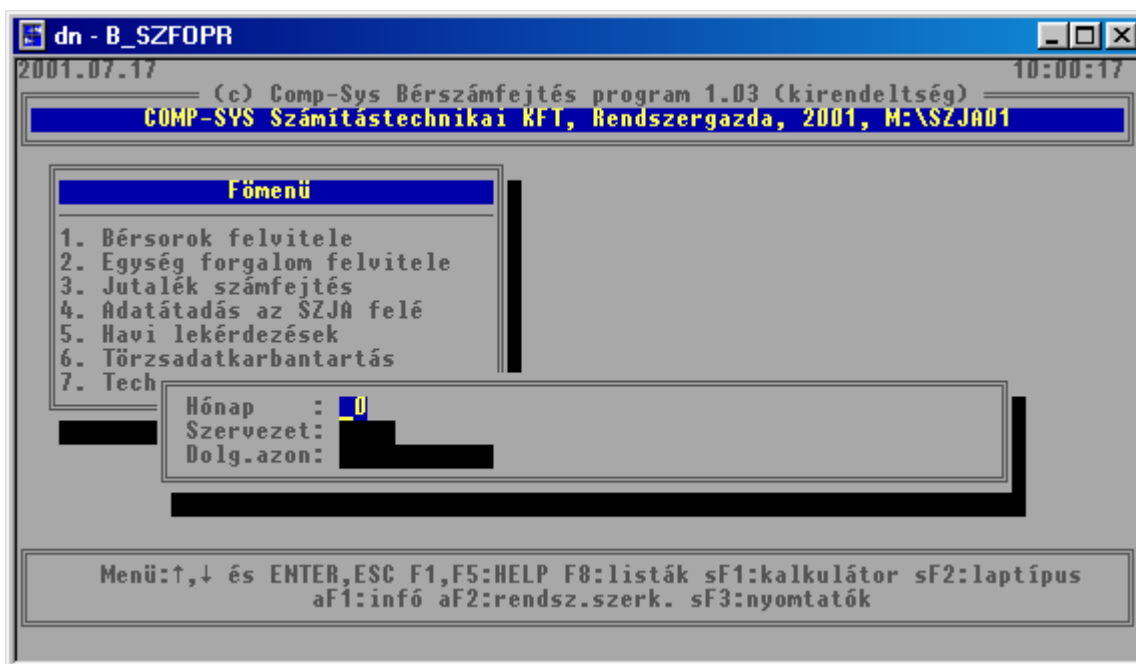 dn - B_SZFOPR
2001.07.17 10:00:17
(c) Comp-Sys Bérszámfejtés program 1.03 (kirendeltség)
COMP-SYS Számítástechnikai KFT, Rendszergazda, 2001, M:\SZJA01
Fömenü
1. Bérsorok felvitele
2. Egység forgalom felvitele
3. Jutalék számfejtés
4. Adatátadás az SZJA felé
5. Havi lekérdezések
6. Törzsadatkarbantartás
7. Tech
Hónap : _0
Szervezet:
Dolg.azon:
Menü:↑,↓ és ENTER,ESC F1,F5:HELP F8:listák sF1:kalkulátor sF2:laptípus
aF1:infó aF2:rendsz.szerk. sF3:nyomtatók